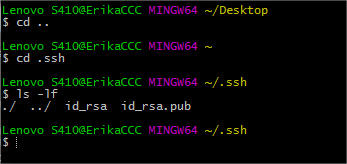 Lenovo S410@ErikaCCC MINGW64 ~/Desktop
$ cd ..
Lenovo S410@ErikaCCC MINGW64 ~
$ cd .ssh
Lenovo S410@ErikaCCC MINGW64 ~/.ssh
$ ls -lf
./  ../  id_rsa  id_rsa.pub
Lenovo S410@ErikaCCC MINGW64 ~/.ssh
$